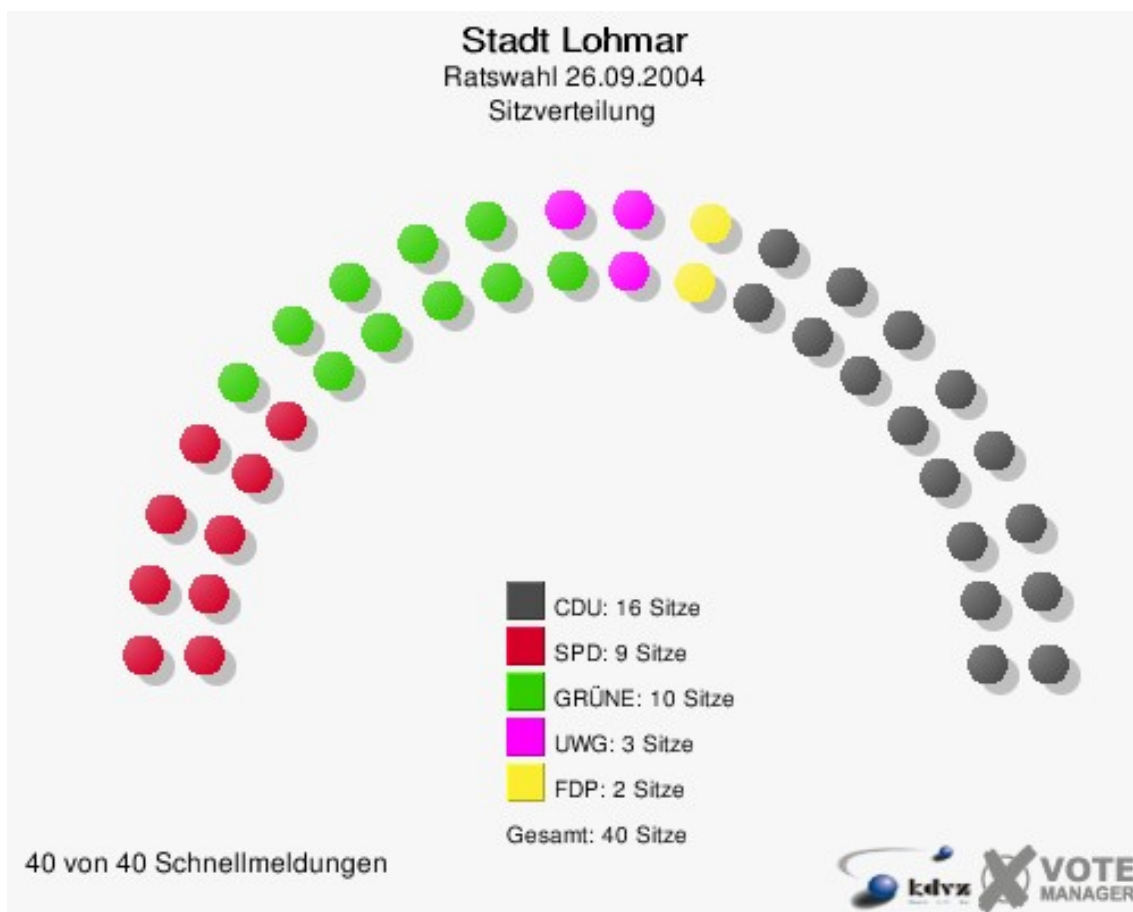 Stadt Lohmar
Ratswahl 26.09.2004
Sitzverteilung
CDU: 16 Sitze
SPD: 9 Sitze
GRÜNE: 10 Sitze
UWG: 3 Sitze
FDP: 2 Sitze
Gesamt: 40 Sitze
40 von 40 Schnellmeldungen
kdvz
VOTE
MANAGER